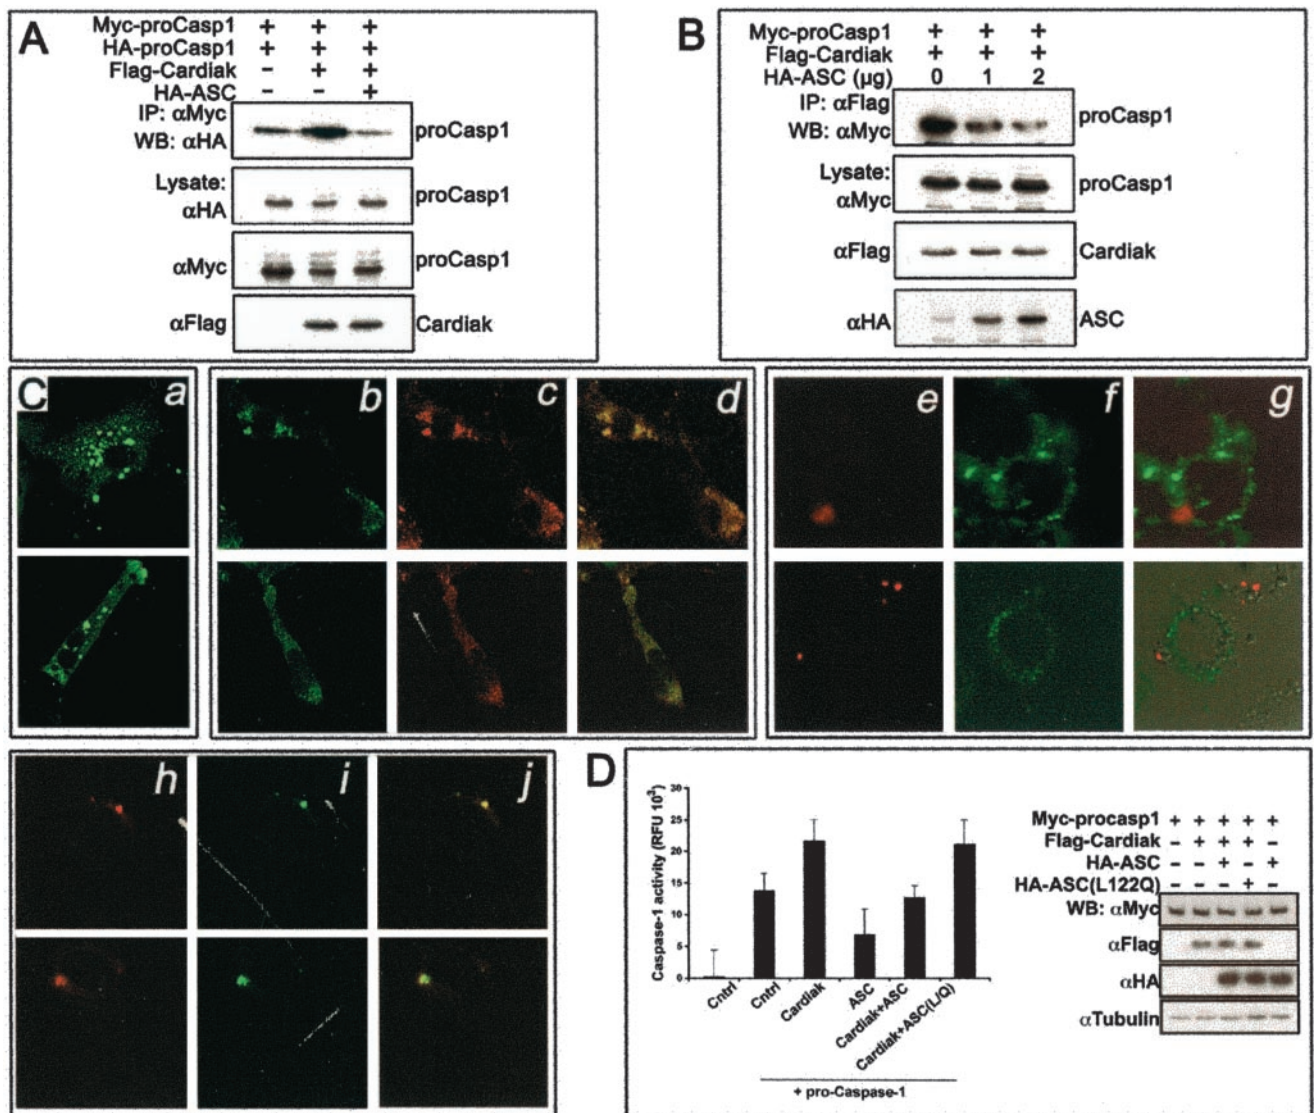 A
Myc-proCasp1 + + +
HA-proCasp1 + + +
Flag-Cardiak - + +
HA-ASC - - +
IP: αMyc
WB: αHA
proCasp1
Lysate:
αHA
proCasp1
αMyc
proCasp1
αFlag
Cardiak
B
Myc-proCasp1 + + +
Flag-Cardiak + + +
HA-ASC (µg) 0 1 2
IP: αFlag
WB: αMyc
proCasp1
Lysate:
αMyc
proCasp1
αFlag
Cardiak
αHA
ASC
C
a
b
c
d
e
f
g
h
i
j
D
Caspase-1 activity (RFU 10³)
30
25
20
15
10
5
0
Cntrl
Cntrl
Cardiak
ASC
Cardiak+ASC
Cardiak+ASC(L/Q)
+ pro-Caspase-1
Myc-procasp1 + + + + +
Flag-Cardiak - + + + -
HA-ASC - - + - +
HA-ASC(L122Q) - - - + -
WB: αMyc
αFlag
αHA
αTubulin